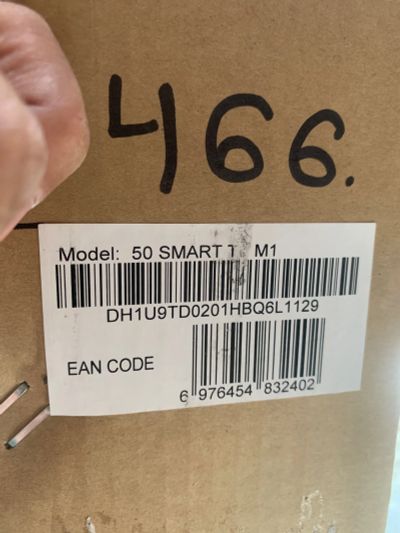 466.
Model: 50 SMART T M1
DH1U9TD0201HBQ6L1129
EAN CODE
6 976454 832402